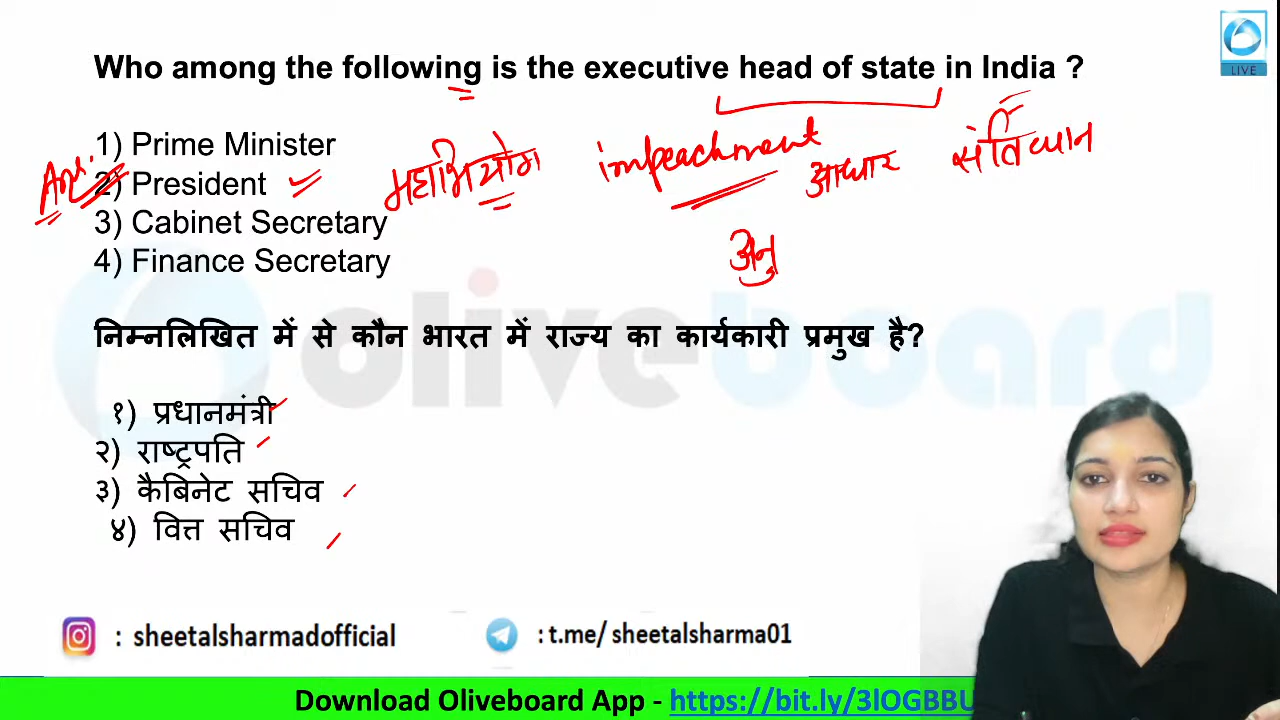 LIVE
Who among the following is the executive head of state in India ?
1) Prime Minister
महाभियोग impeachment आधार संविधान
Ans. 2) President
3) Cabinet Secretary
अनु
4) Finance Secretary
oliveboard
निम्नलिखित में से कौन भारत में राज्य का कार्यकारी प्रमुख है?
१) प्रधानमंत्री
२) राष्ट्रपति
३) कैबिनेट सचिव
४) वित्त सचिव
: sheetalsharmadofficial
: t.me/ sheetalsharma01
Download Oliveboard App - https://bit.ly/3lOGBBU